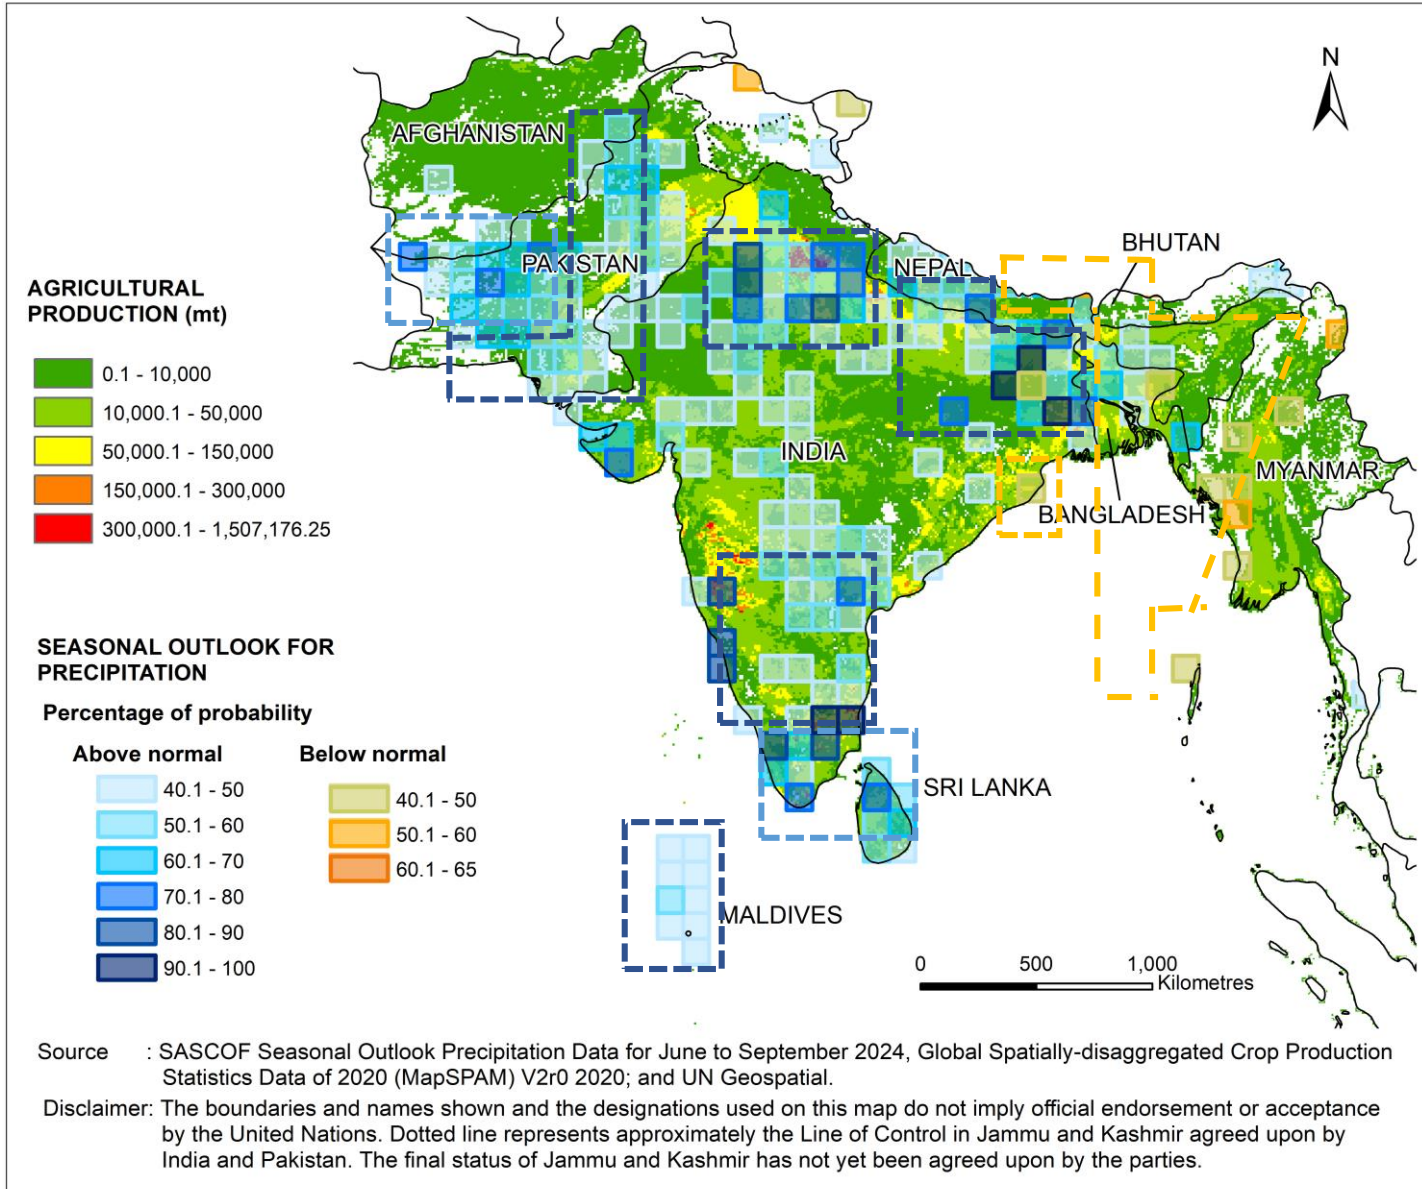 N
AFGHANISTAN
PAKISTAN
NEPAL
BHUTAN
INDIA
BANGLADESH
MYANMAR
SRI LANKA
MALDIVES
AGRICULTURAL
PRODUCTION (mt)
0.1 - 10,000
10,000.1 - 50,000
50,000.1 - 150,000
150,000.1 - 300,000
300,000.1 - 1,507,176.25
SEASONAL OUTLOOK FOR
PRECIPITATION
Percentage of probability
Above normal
40.1 - 50
50.1 - 60
60.1 - 70
70.1 - 80
80.1 - 90
90.1 - 100
Below normal
40.1 - 50
50.1 - 60
60.1 - 65
0 500 1,000
Kilometres
Source : SASCOF Seasonal Outlook Precipitation Data for June to September 2024, Global Spatially-disaggregated Crop Production
Statistics Data of 2020 (MapSPAM) V2r0 2020; and UN Geospatial.
Disclaimer: The boundaries and names shown and the designations used on this map do not imply official endorsement or acceptance
by the United Nations. Dotted line represents approximately the Line of Control in Jammu and Kashmir agreed upon by
India and Pakistan. The final status of Jammu and Kashmir has not yet been agreed upon by the parties.